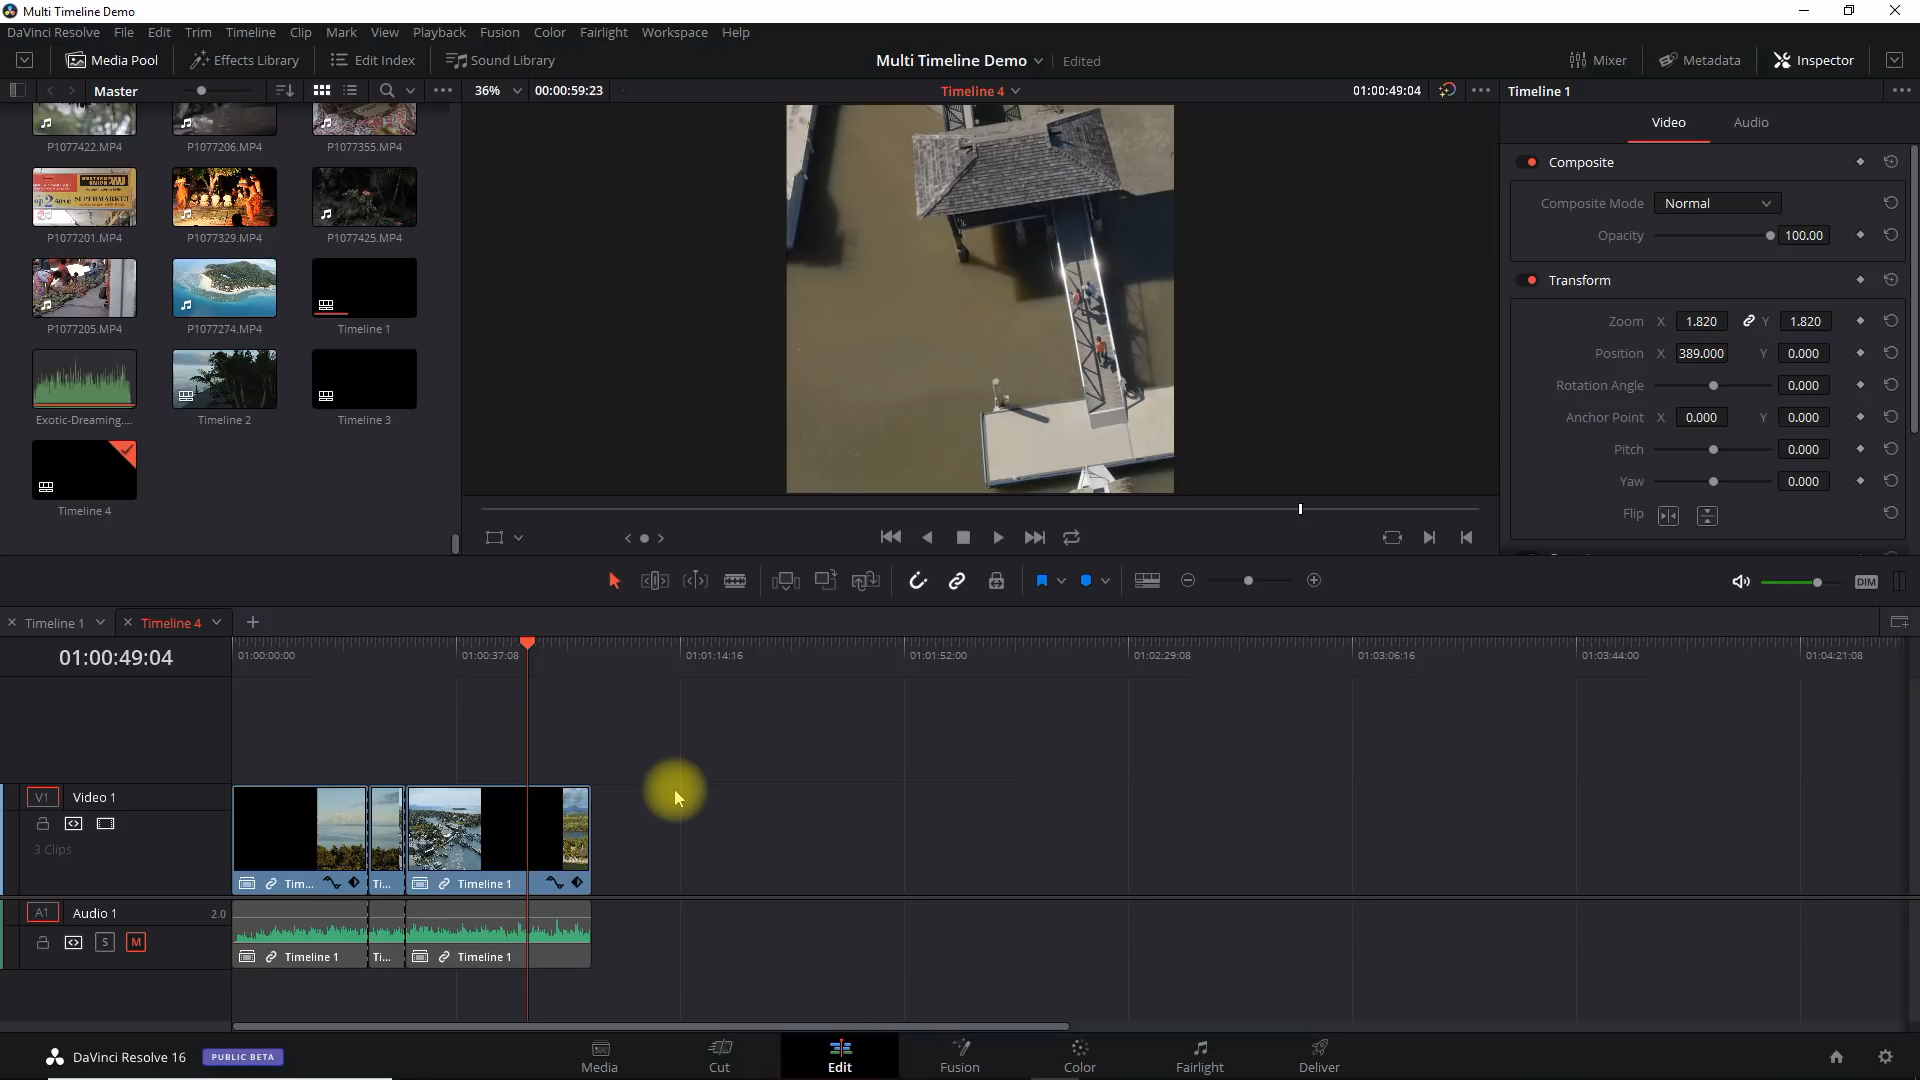 Multi Timeline Demo
DaVinci Resolve File Edit Trim Timeline Clip Mark View Playback Fusion Color Fairlight Workspace Help
Media Pool Effects Library Edit Index Sound Library Multi Timeline Demo Edited Mixer Metadata Inspector
Master 36% 00:00:59:23 Timeline 4 01:00:49:04 Timeline 1
Video Audio
P1077422.MP4 P1077206.MP4 P1077355.MP4
Composite
Composite Mode Normal
Opacity 100.00
P1077201.MP4 P1077329.MP4 P1077425.MP4
Transform
Zoom X 1.820 Y 1.820
P1077205.MP4 P1077274.MP4 Timeline 1
Position X 389.000 Y 0.000
Rotation Angle 0.000
Exotic-Dreaming.... Timeline 2 Timeline 3
Anchor Point X 0.000 Y 0.000
Pitch 0.000
Yaw 0.000
Timeline 4
Flip
DIM
Timeline 1 Timeline 4
01:00:49:04
01:00:00:00 01:00:37:08 01:01:14:16 01:01:52:00 01:02:29:08 01:03:06:16 01:03:44:00 01:04:21:08
V1 Video 1
3 Clips
Tim... Ti... Timeline 1
A1 Audio 1 2.0
S M
Timeline 1 Ti... Timeline 1
DaVinci Resolve 16 PUBLIC BETA
Media Cut Edit Fusion Color Fairlight Deliver